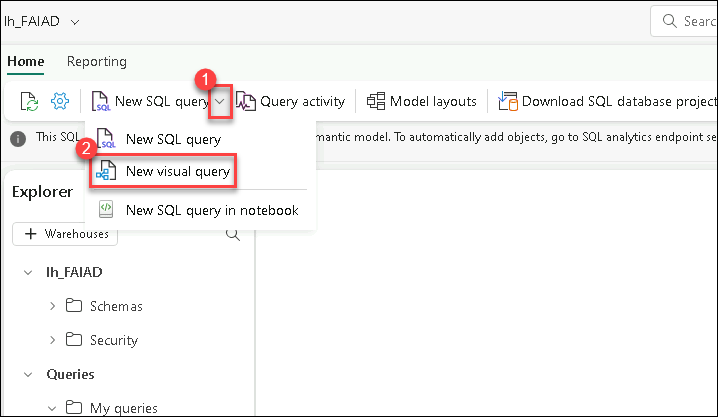 lh_FAIAD
Searc
Home Reporting
1
SQL New SQL query Query activity Model layouts Download SQL database project
This SQL mantic model. To automatically add objects, go to SQL analytics endpoint se
SQL New SQL query
2
New visual query
New SQL query in notebook
Explorer
+ Warehouses
lh_FAIAD
Schemas
Security
Queries
My queries